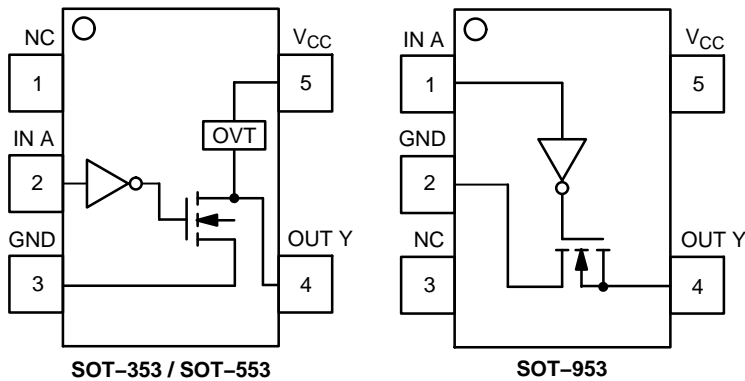 NC
1
IN A
2
GND
3
VCC
5
OVT
OUT Y
4
SOT–353 / SOT–553
IN A
1
GND
2
NC
3
VCC
5
OUT Y
4
SOT–953